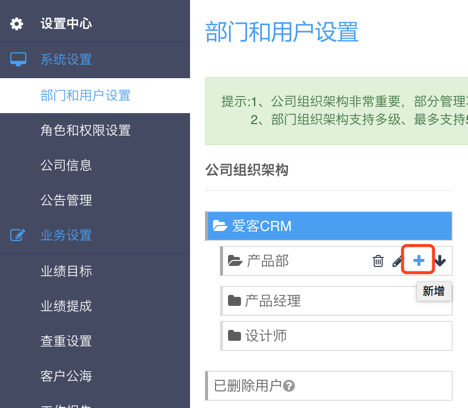 设置中心
系统设置
部门和用户设置
角色和权限设置
公司信息
公告管理
业务设置
业绩目标
业绩提成
查重设置
客户公海
部门和用户设置
提示:1、公司组织架构非常重要，部分管理
2、部门组织架构支持多级、最多支持
公司组织架构
爱客CRM
产品部
新增
产品经理
设计师
已删除用户